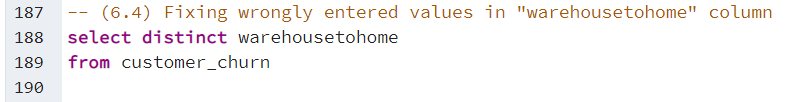 187 -- (6.4) Fixing wrongly entered values in "warehousetohome" column
188 select distinct warehousetohome
189 from customer_churn
190